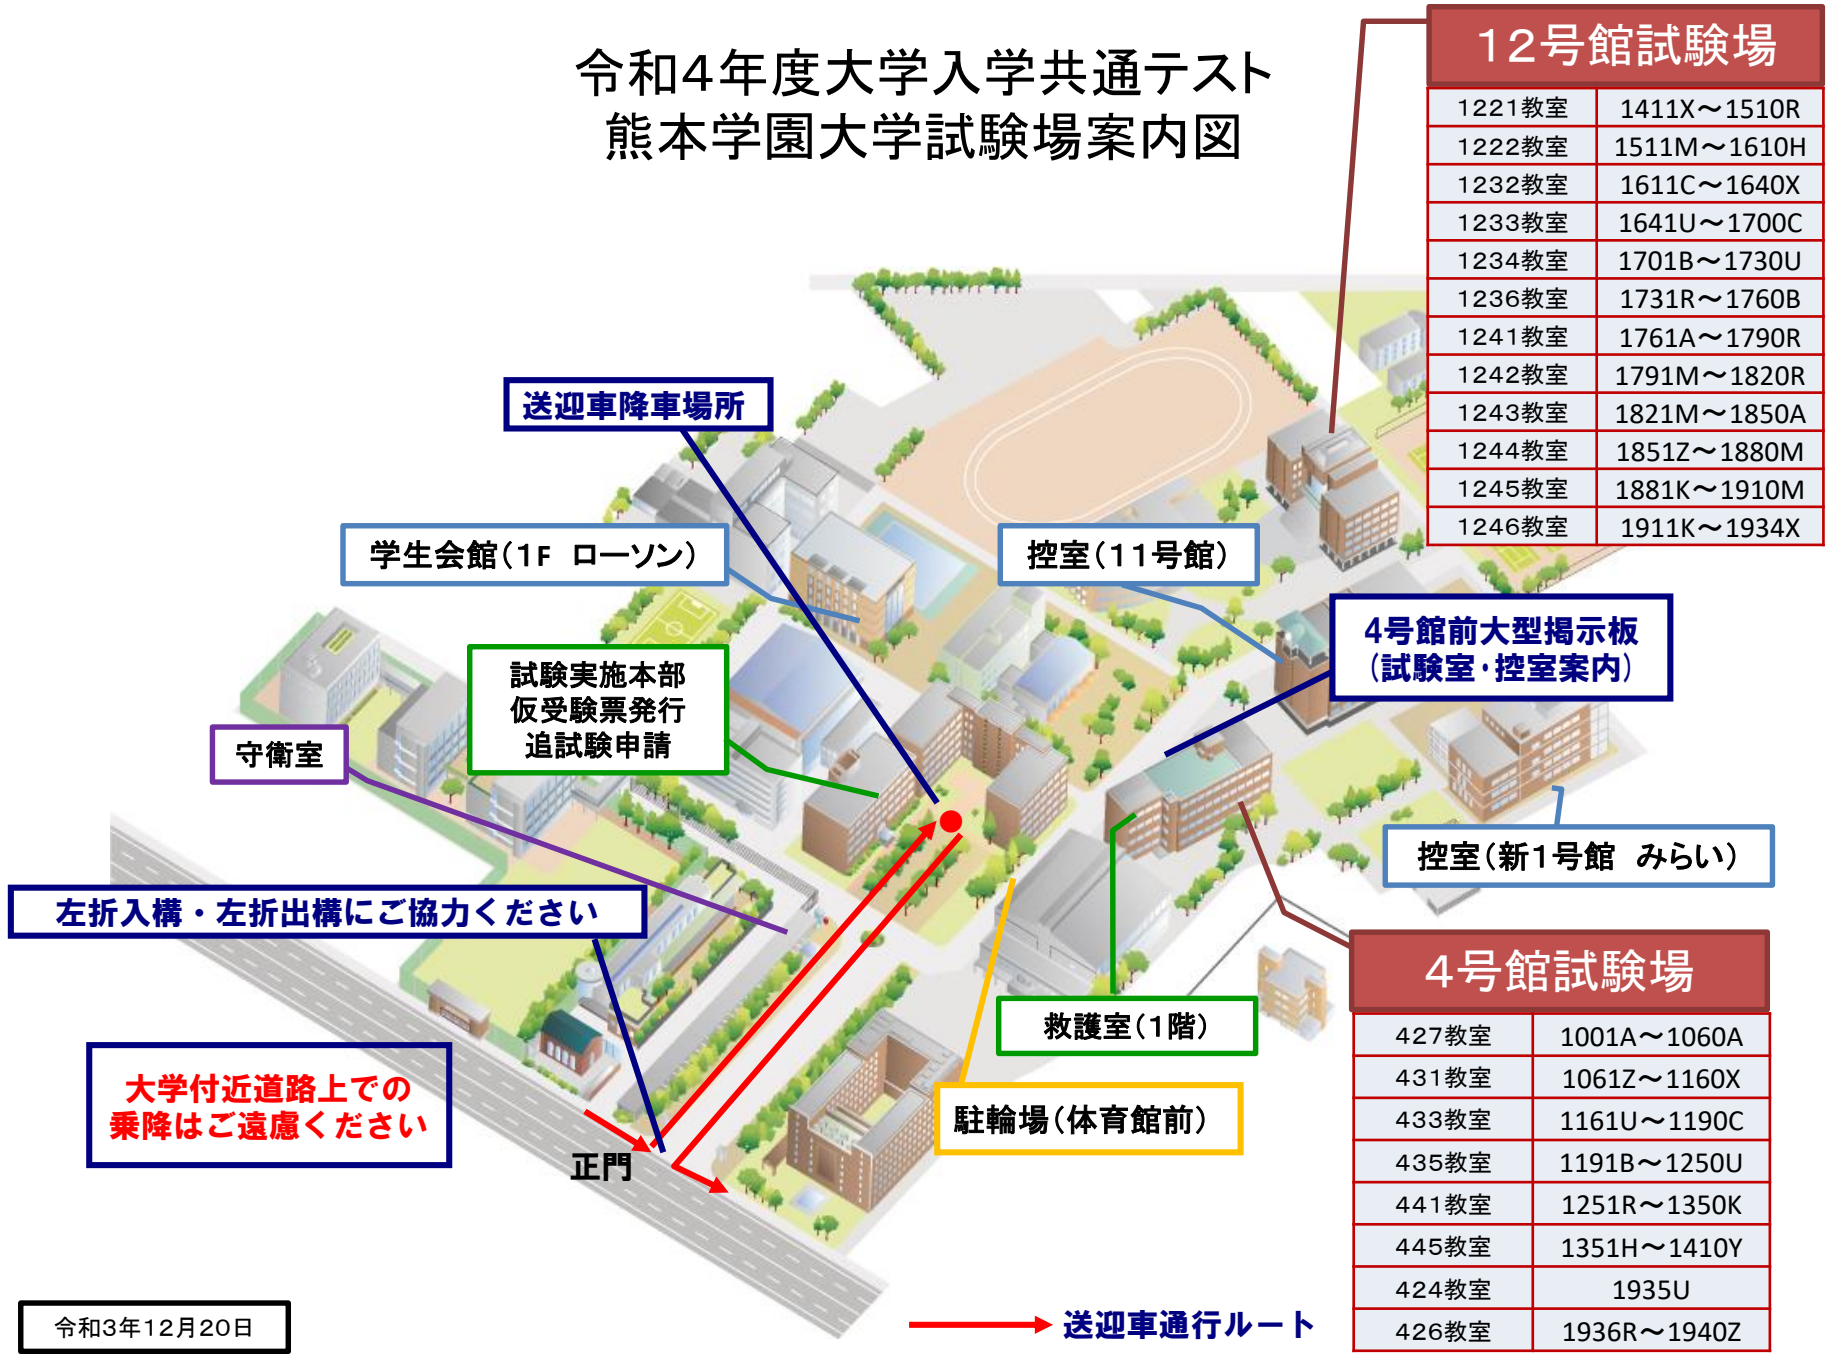 令和4年度大学入学共通テスト
熊本学園大学試験場案内図
12号館試験場
1221教室 1411X～1510R
1222教室 1511M～1610H
1232教室 1611C～1640X
1233教室 1641U～1700C
1234教室 1701B～1730U
1236教室 1731R～1760B
1241教室 1761A～1790R
1242教室 1791M～1820R
1243教室 1821M～1850A
1244教室 1851Z～1880M
1245教室 1881K～1910M
1246教室 1911K～1934X
送迎車降車場所
学生会館（1F ローソン）
控室（11号館）
4号館前大型掲示板
（試験室・控室案内）
試験実施本部
仮受験票発行
追試験申請
守衛室
控室（新1号館 みらい）
左折入構・左折出構にご協力ください
4号館試験場
427教室 1001A～1060A
431教室 1061Z～1160X
433教室 1161U～1190C
435教室 1191B～1250U
441教室 1251R～1350K
445教室 1351H～1410Y
424教室 1935U
426教室 1936R～1940Z
救護室（1階）
大学付近道路上での
乗降はご遠慮ください
駐輪場（体育館前）
正門
送迎車通行ルート
令和3年12月20日